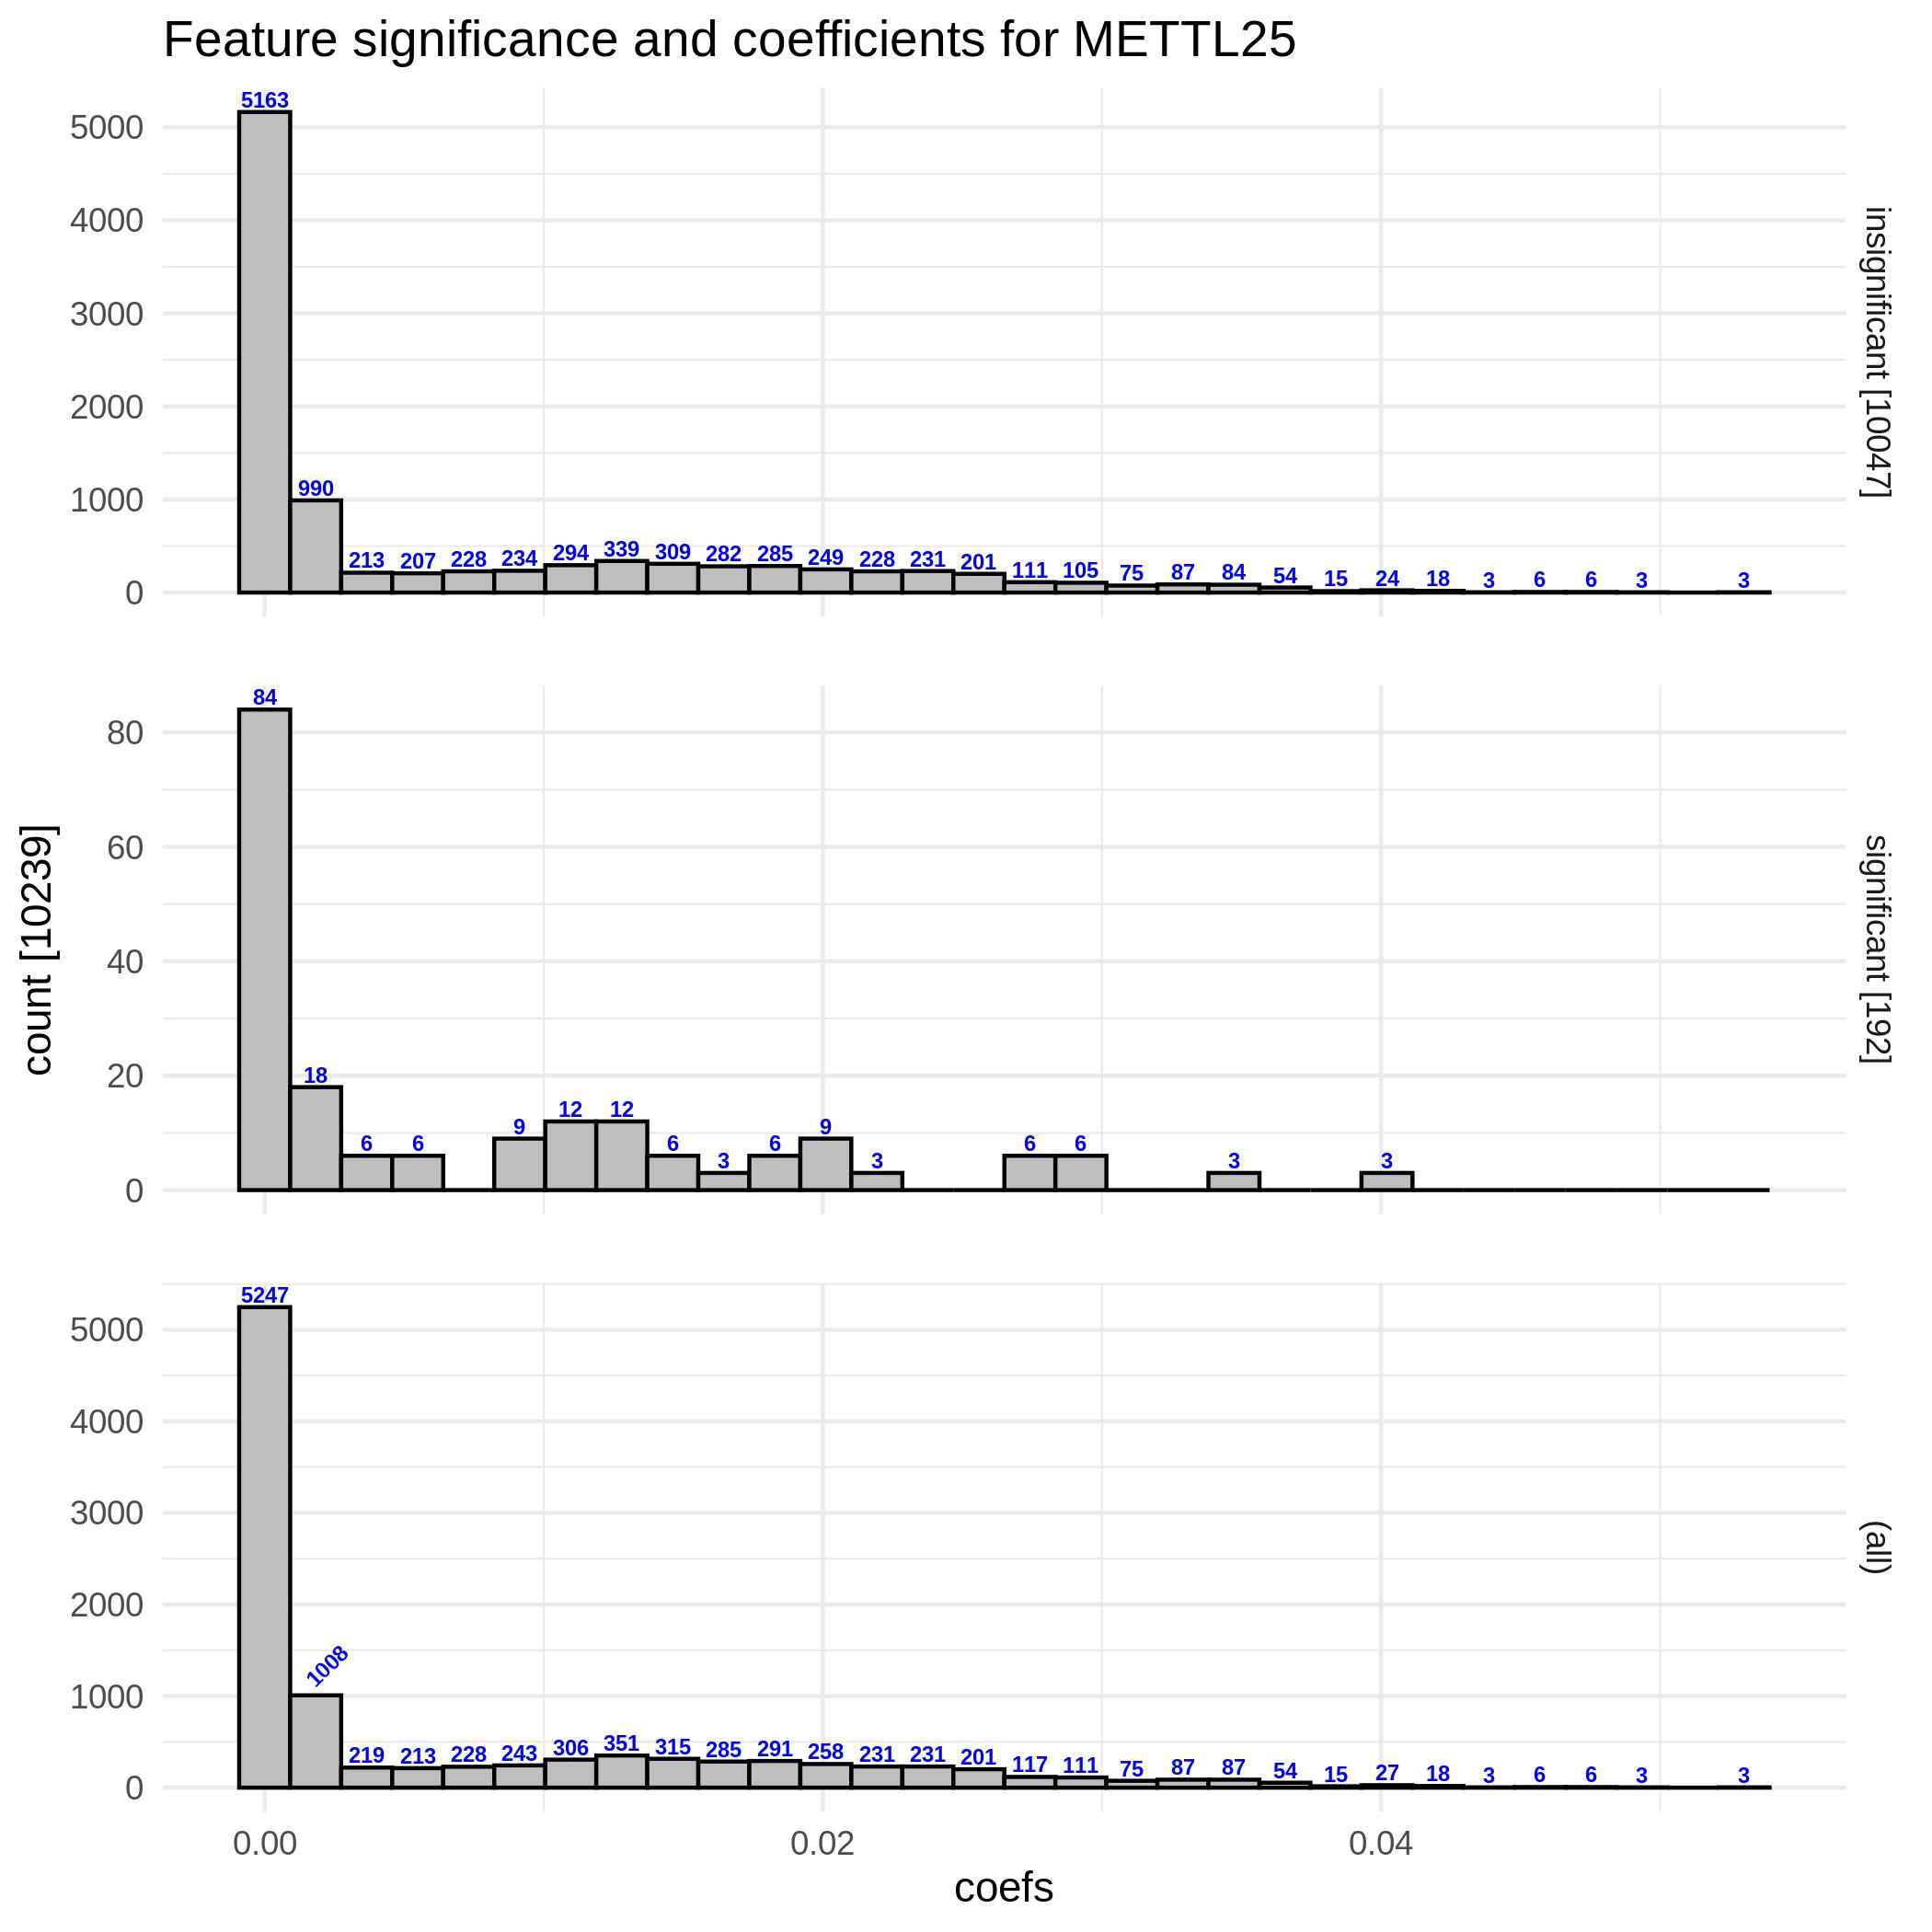 Feature significance and coefficients for METTL25
count [10239]
5163
5000
4000
3000
2000
990
1000
213 207 228 234 294 339 309 282 285 249 228 231 201 111 105 75 87 84 54 15 24 18 3 6 6 3 3
0
insignificant [10047]
84
80
60
40
20
18
6 6 9 12 12 6 3 6 9 3 6 6 3 3
0
significant [192]
5247
5000
4000
3000
2000
1008
1000
219 213 228 243 306 351 315 285 291 258 231 231 201 117 111 75 87 87 54 15 27 18 3 6 6 3 3
0
(all)
0.00 0.02 0.04
coefs